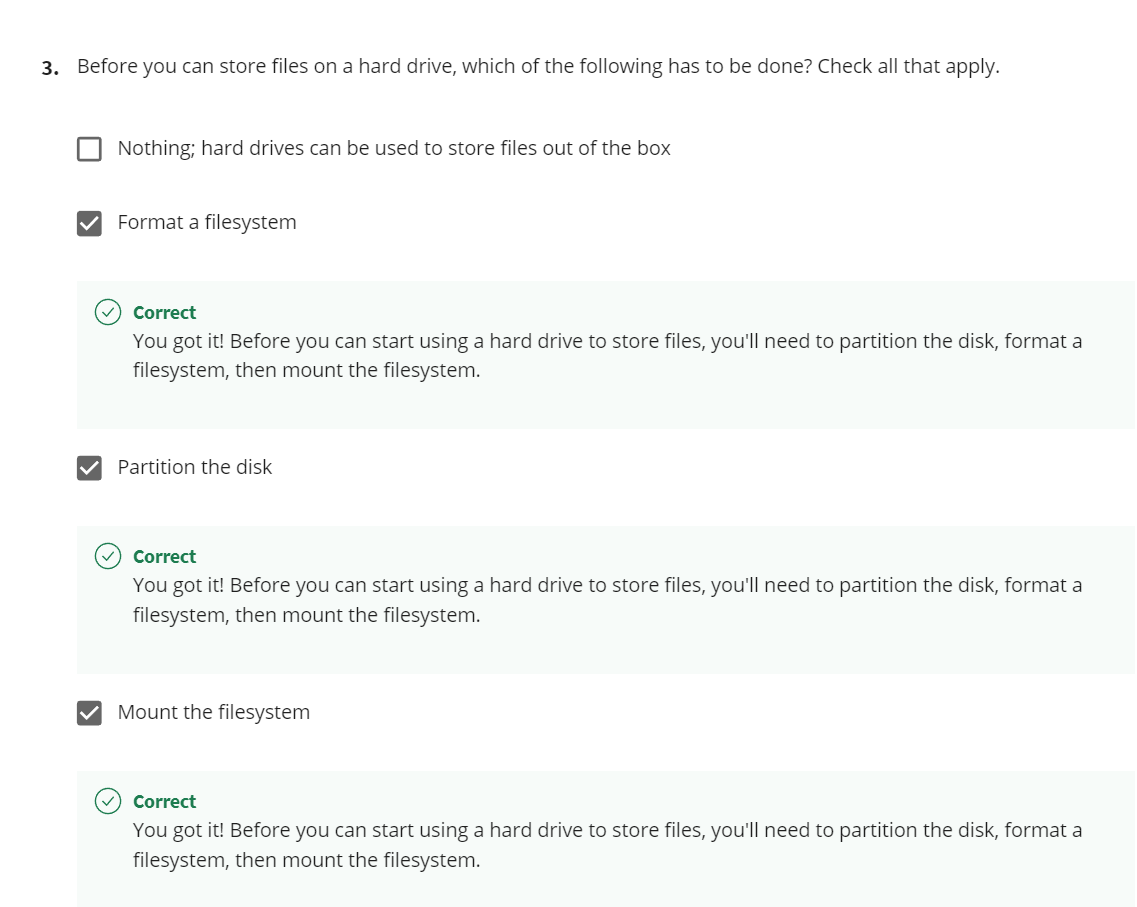 3. Before you can store files on a hard drive, which of the following has to be done? Check all that apply.
Nothing; hard drives can be used to store files out of the box
Format a filesystem
Correct
You got it! Before you can start using a hard drive to store files, you'll need to partition the disk, format a
filesystem, then mount the filesystem.
Partition the disk
Correct
You got it! Before you can start using a hard drive to store files, you'll need to partition the disk, format a
filesystem, then mount the filesystem.
Mount the filesystem
Correct
You got it! Before you can start using a hard drive to store files, you'll need to partition the disk, format a
filesystem, then mount the filesystem.